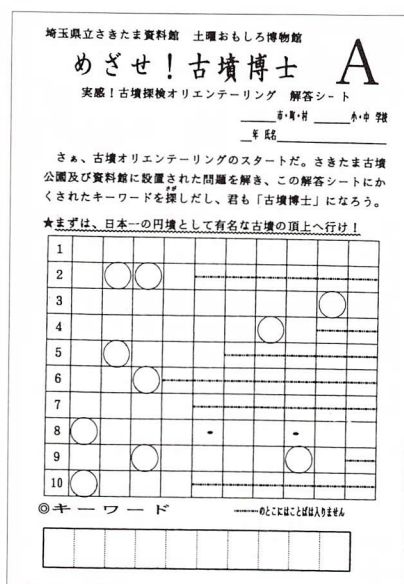 埼玉県立さきたま資料館 土曜おもしろ博物館
めざせ!古墳博士 A
実感!古墳探検オリエンテーリング 解答シート
市・町・村 小・中 学校
年 氏名
さぁ、古墳オリエンテーリングのスタートだ。さきたま古墳
公園及び資料館に設置された問題を解き、この解答シートにか
くされたキーワードを探しだし、君も「古墳博士」になろう。
さが
★まずは、日本一の円墳として有名な古墳の頂上へ行け!
1
2
3
4
5
6
7
8
9
10
◎キーワード のとこにはことばは入りません